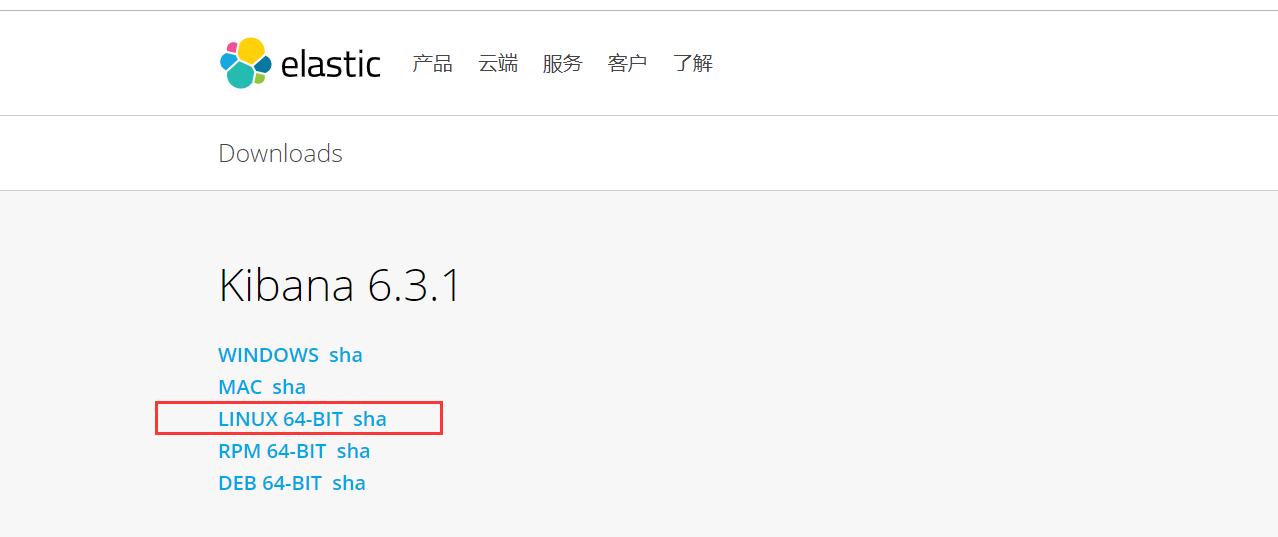 elastic 产品 云端 服务 客户 了解
Downloads
Kibana 6.3.1
WINDOWS sha
MAC sha
LINUX 64-BIT sha
RPM 64-BIT sha
DEB 64-BIT sha